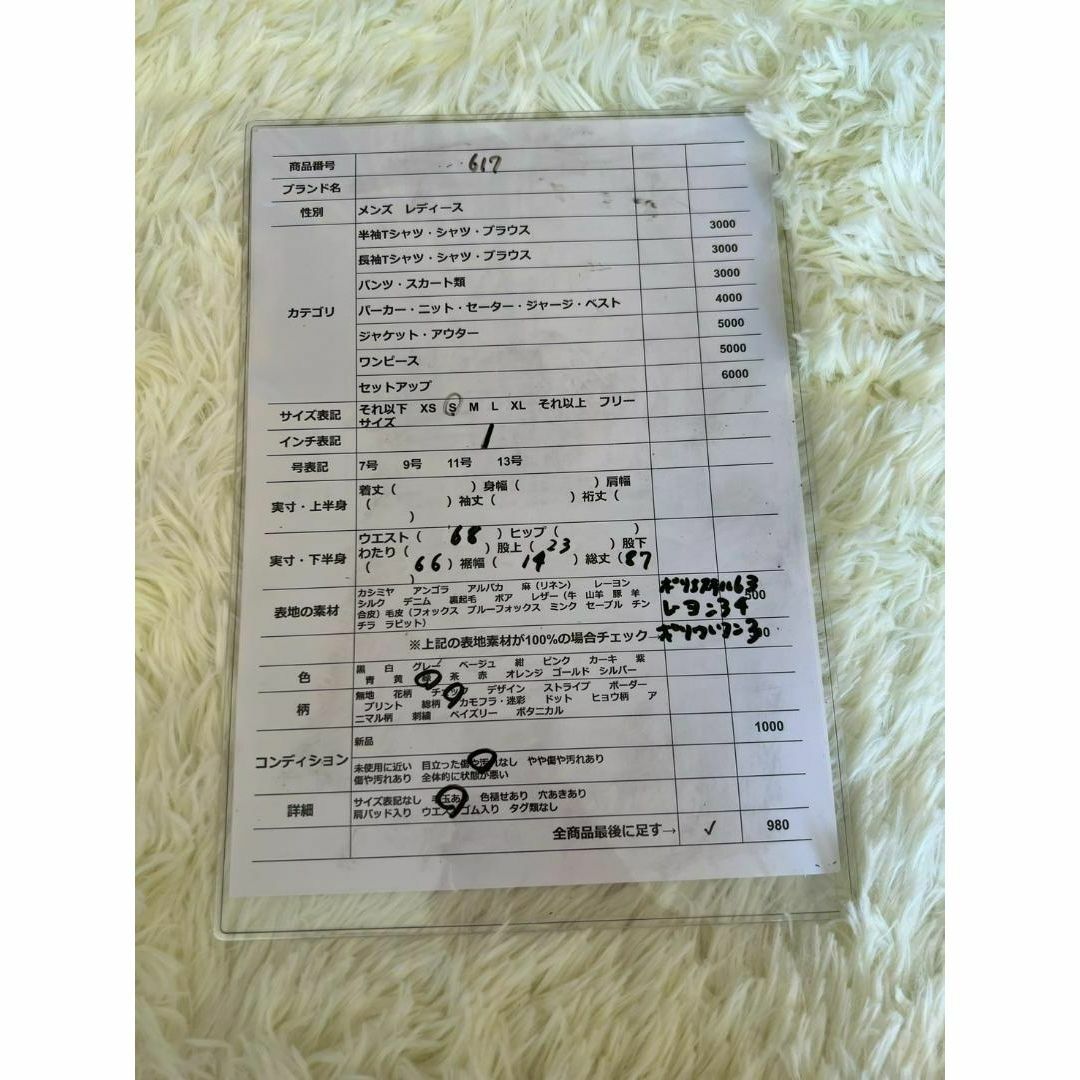 商品番号 617
ブランド名
性別 メンズ レディース
カテゴリ
半袖Tシャツ・シャツ・ブラウス 3000
長袖Tシャツ・シャツ・ブラウス 3000
パンツ・スカート類 3000
パーカー・ニット・セーター・ジャージ・ベスト 4000
ジャケット・アウター 5000
ワンピース 5000
セットアップ 6000
サイズ表記 それ以下 XS S M L XL それ以上 フリー
サイズ
インチ表記 1
号表記 7号 9号 11号 13号
実寸・上半身 着丈（ ）身幅（ ）肩幅
（ ）袖丈（ ）裄丈（
）
実寸・下半身 ウエスト（ 68 ）ヒップ（ ）
わたり（ ）股上（ 23 ）股下
（ 66 ）裾幅（ 14 ）総丈（ 87
）
表地の素材 カシミヤ アンゴラ アルパカ 麻（リネン） レーヨン
シルク デニム 裏起毛 ボア レザー（牛 山羊 豚 羊
合皮）毛皮（フォックス ブルーフォックス ミンク セーブル チン
チラ ラビット）
ポリエステル63
レーヨン34 500
※上記の表地素材が100%の場合チェック→ ポリウレタン3
色 黒 白 グレー ベージュ 紺 ピンク カーキ 紫
青 黄 茶 赤 オレンジ ゴールド シルバー
柄 無地 花柄 チェック デザイン ストライプ ボーダー
プリント 総柄 カモフラ・迷彩 ドット ヒョウ柄 ア
ニマル柄 刺繍 ペイズリー ボタニカル
コンディション 新品 1000
未使用に近い 目立った傷や汚れなし やや傷や汚れあり
傷や汚れあり 全体的に状態が悪い
詳細 サイズ表記なし 毛玉あり 色褪せあり 穴あきあり
肩パッド入り ウエストゴム入り タグ類なし
全商品最後に足す→ ✓ 980